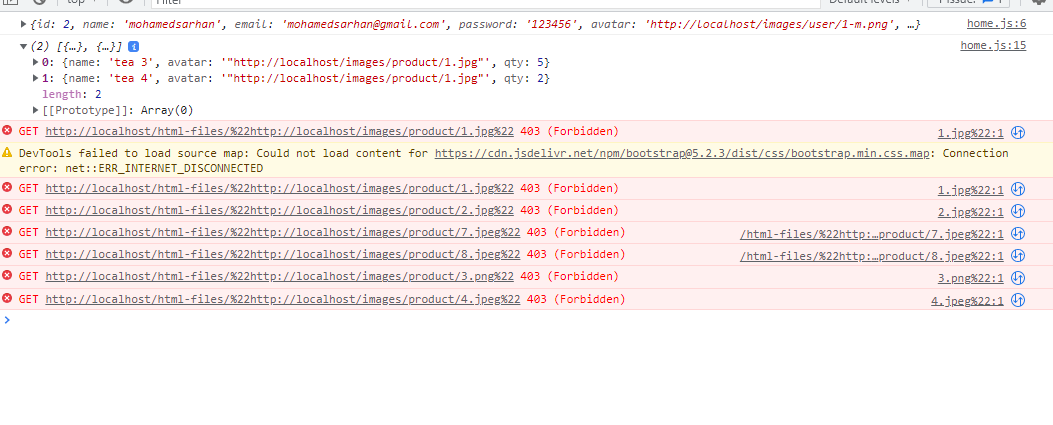 top
Filter
Default levels
1 Issue: 1
{id: 2, name: 'mohamedsarhan', email: 'mohamedsarhan@gmail.com', password: '123456', avatar: 'http://localhost/images/user/1-m.png', …}
home.js:6
(2) [{…}, {…}]
home.js:15
0: {name: 'tea 3', avatar: '"http://localhost/images/product/1.jpg"', qty: 5}
1: {name: 'tea 4', avatar: '"http://localhost/images/product/1.jpg"', qty: 2}
length: 2
[[Prototype]]: Array(0)
GET http://localhost/html-files/%22http://localhost/images/product/1.jpg%22 403 (Forbidden)
1.jpg%22:1
DevTools failed to load source map: Could not load content for https://cdn.jsdelivr.net/npm/bootstrap@5.2.3/dist/css/bootstrap.min.css.map: Connection
error: net::ERR_INTERNET_DISCONNECTED
GET http://localhost/html-files/%22http://localhost/images/product/1.jpg%22 403 (Forbidden)
1.jpg%22:1
GET http://localhost/html-files/%22http://localhost/images/product/2.jpg%22 403 (Forbidden)
2.jpg%22:1
GET http://localhost/html-files/%22http://localhost/images/product/7.jpeg%22 403 (Forbidden)
/html-files/%22http:…product/7.jpeg%22:1
GET http://localhost/html-files/%22http://localhost/images/product/8.jpeg%22 403 (Forbidden)
/html-files/%22http:…product/8.jpeg%22:1
GET http://localhost/html-files/%22http://localhost/images/product/3.png%22 403 (Forbidden)
3.png%22:1
GET http://localhost/html-files/%22http://localhost/images/product/4.jpeg%22 403 (Forbidden)
4.jpeg%22:1